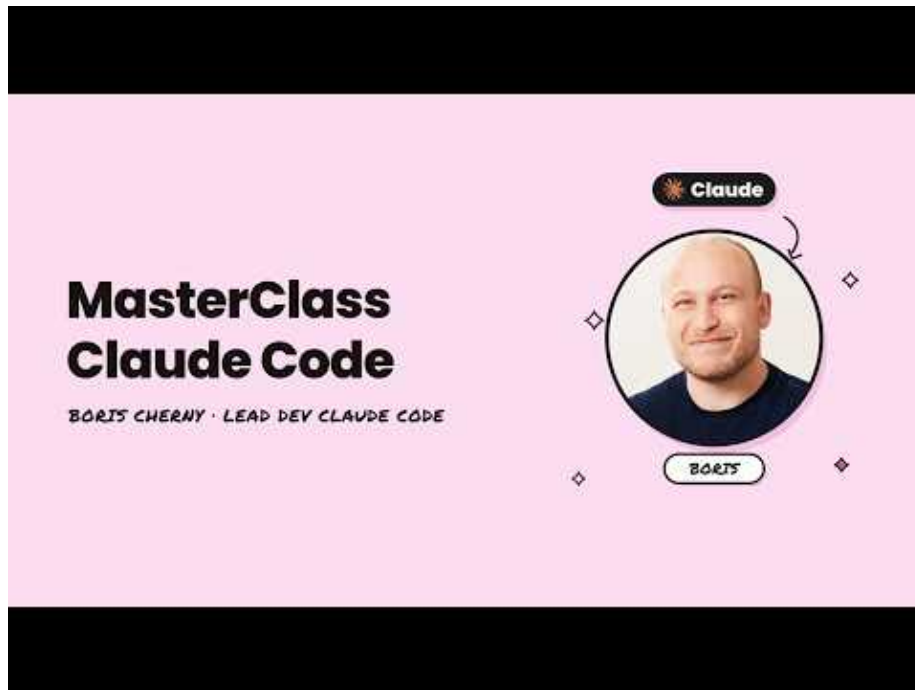 Claude
MasterClass
Claude Code
BORIS CHERNY · LEAD DEV CLAUDE CODE
BORIS